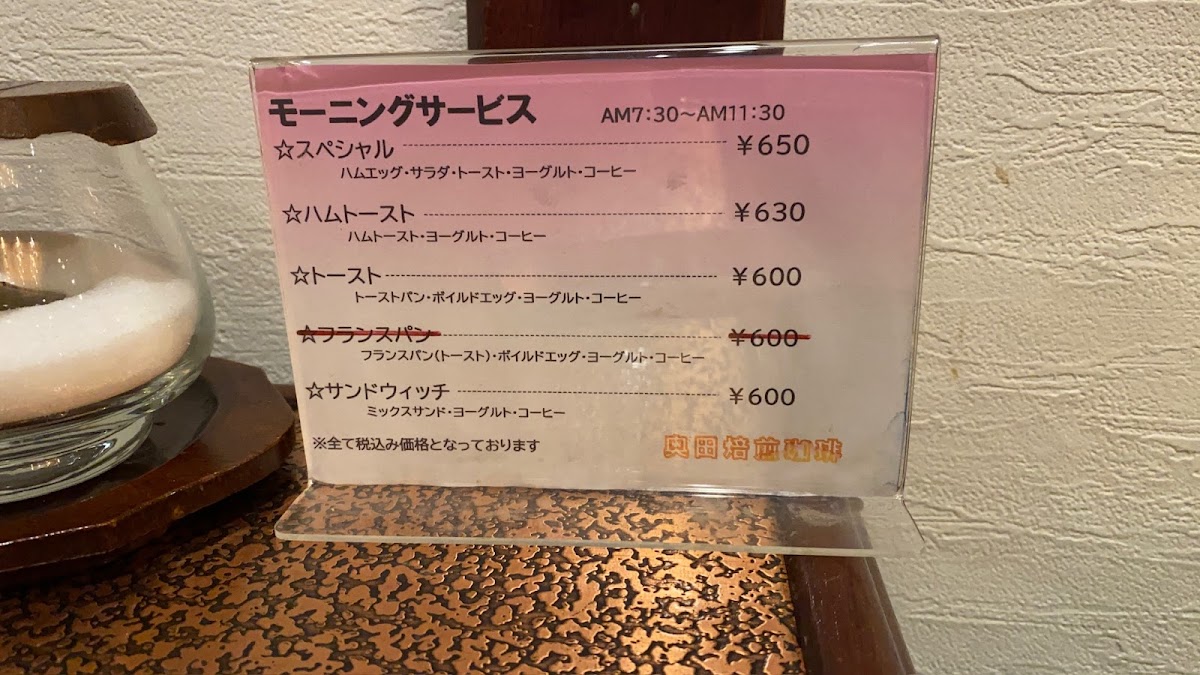 モーニングサービス AM7:30～AM11:30
☆スペシャル ¥650
ハムエッグ・サラダ・トースト・ヨーグルト・コーヒー
☆ハムトースト ¥630
ハムトースト・ヨーグルト・コーヒー
☆トースト ¥600
トーストパン・ボイルドエッグ・ヨーグルト・コーヒー
☆フランスパン ¥600
フランスパン(トースト)・ボイルドエッグ・ヨーグルト・コーヒー
☆サンドウィッチ ¥600
ミックスサンド・ヨーグルト・コーヒー
※全て税込み価格となっております
奥田焙煎珈琲